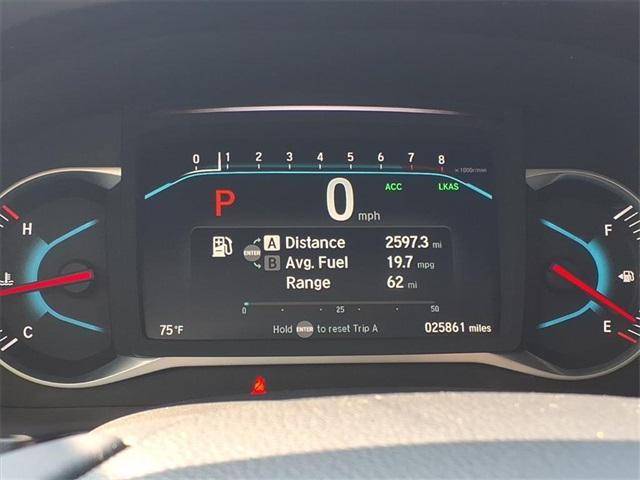 0 1 2 3 4 5 6 7 8 ×1000r/min
P 0 mph ACC LKAS
H
C
F
E
ENTER A Distance 2597.3 mi
B Avg. Fuel 19.7 mpg
Range 62 mi
0 25 50
75°F Hold ENTER to reset Trip A 025861 miles